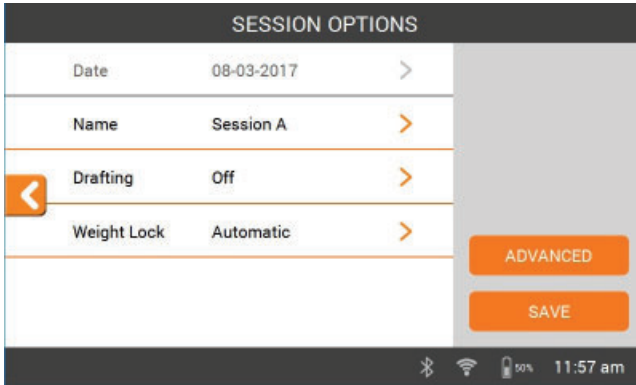 SESSION OPTIONS
Date 08-03-2017
Name Session A
Drafting Off
Weight Lock Automatic
ADVANCED
SAVE
50% 11:57 am